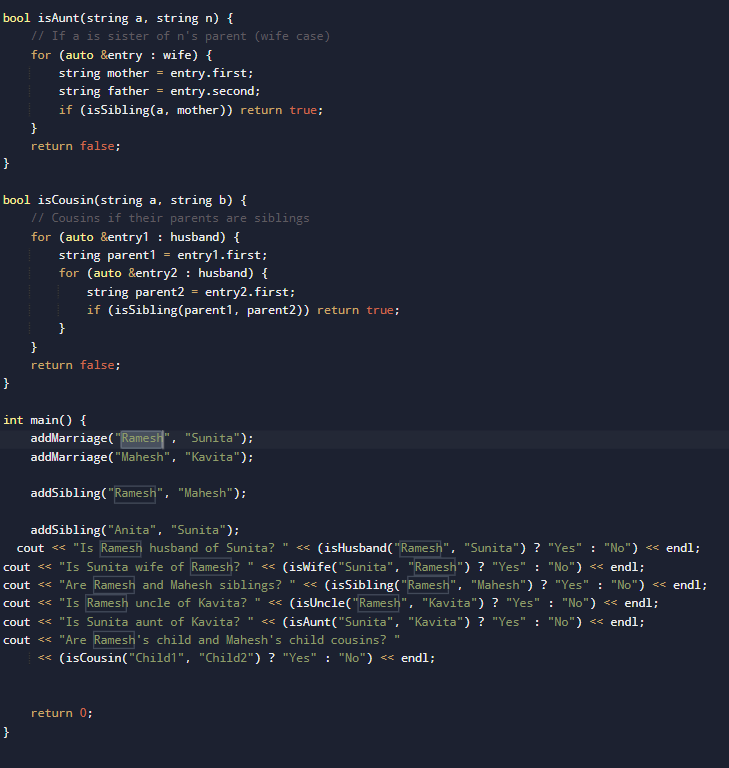 bool isAunt(string a, string n) {
    // If a is sister of n's parent (wife case)
    for (auto &entry : wife) {
        string mother = entry.first;
        string father = entry.second;
        if (isSibling(a, mother)) return true;
    }
    return false;
}

bool isCousin(string a, string b) {
    // Cousins if their parents are siblings
    for (auto &entry1 : husband) {
        string parent1 = entry1.first;
        for (auto &entry2 : husband) {
            string parent2 = entry2.first;
            if (isSibling(parent1, parent2)) return true;
        }
    }
    return false;
}

int main() {
    addMarriage("Ramesh", "Sunita");
    addMarriage("Mahesh", "Kavita");

    addSibling("Ramesh", "Mahesh");

    addSibling("Anita", "Sunita");
  cout << "Is Ramesh husband of Sunita? " << (isHusband("Ramesh", "Sunita") ? "Yes" : "No") << endl;
cout << "Is Sunita wife of Ramesh? " << (isWife("Sunita", "Ramesh") ? "Yes" : "No") << endl;
cout << "Are Ramesh and Mahesh siblings? " << (isSibling("Ramesh", "Mahesh") ? "Yes" : "No") << endl;
cout << "Is Ramesh uncle of Kavita? " << (isUncle("Ramesh", "Kavita") ? "Yes" : "No") << endl;
cout << "Is Sunita aunt of Kavita? " << (isAunt("Sunita", "Kavita") ? "Yes" : "No") << endl;
cout << "Are Ramesh's child and Mahesh's child cousins? "
     << (isCousin("Child1", "Child2") ? "Yes" : "No") << endl;


    return 0;
}